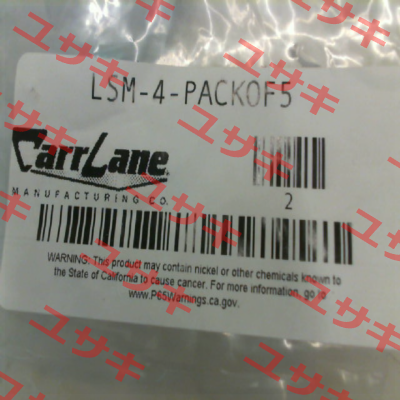 LSM-4-PACKOF5
CarrLane
MANUFACTURING CO.
2
WARNING: This product may contain nickel or other chemicals known to
the State of California to cause cancer. For more information, go to
www.P65Warnings.ca.gov.
ユサキ
ユサキ
ユサキ
ユサキ
ユサキ
ユサキ
ユサキ
ユサキ